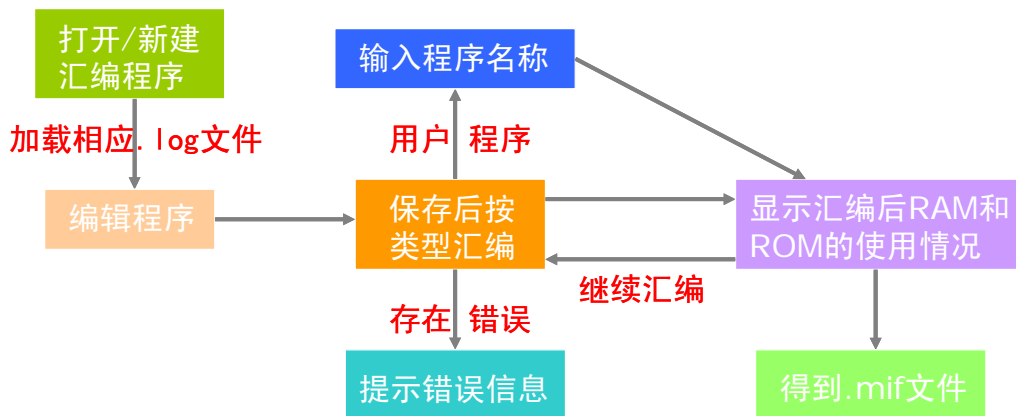 打开/新建
汇编程序
输入程序名称
加载相应.log文件
用户 程序
编辑程序
保存后按
类型汇编
显示汇编后RAM和
ROM的使用情况
继续汇编
存在 错误
提示错误信息
得到.mif文件